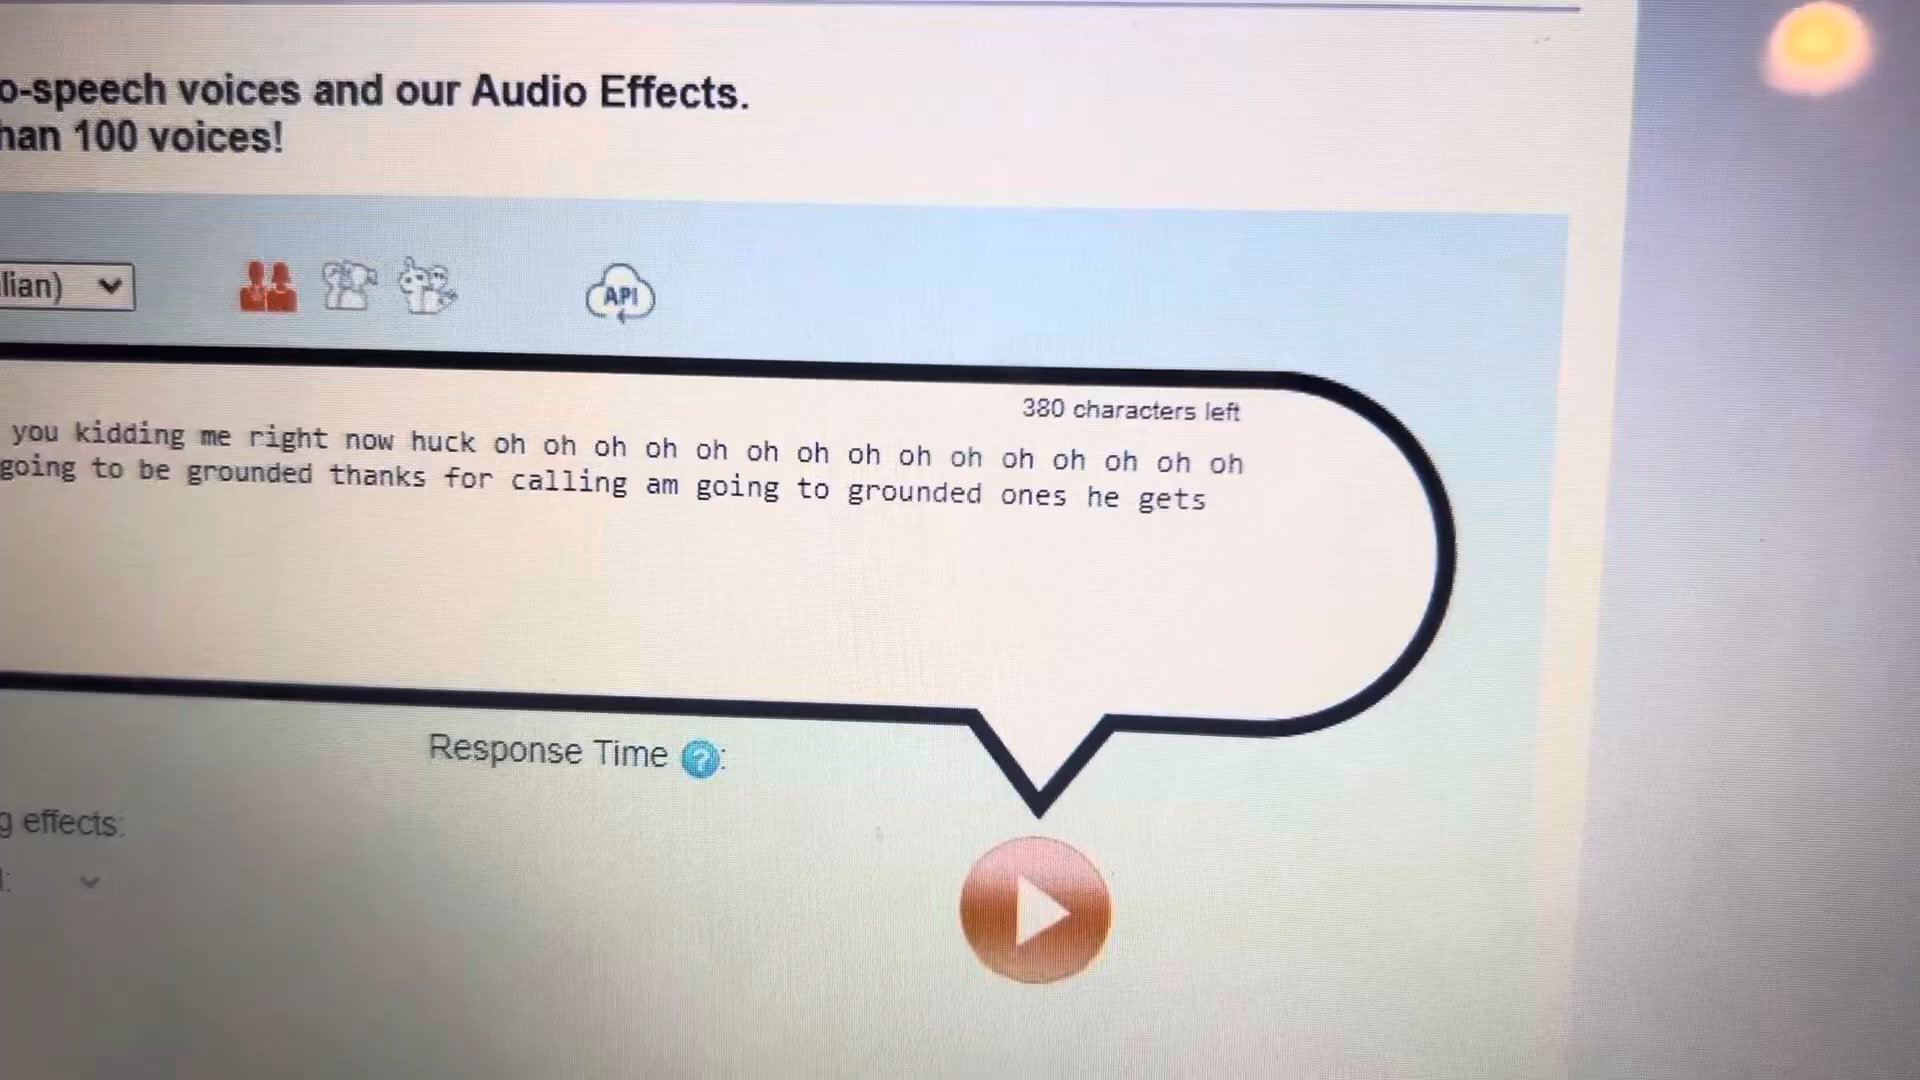 o-speech voices and our Audio Effects.
han 100 voices!
lian)
API
380 characters left
you kidding me right now huck oh oh oh oh oh oh oh oh oh oh oh oh oh oh oh
going to be grounded thanks for calling am going to grounded ones he gets
Response Time ?:
g effects: